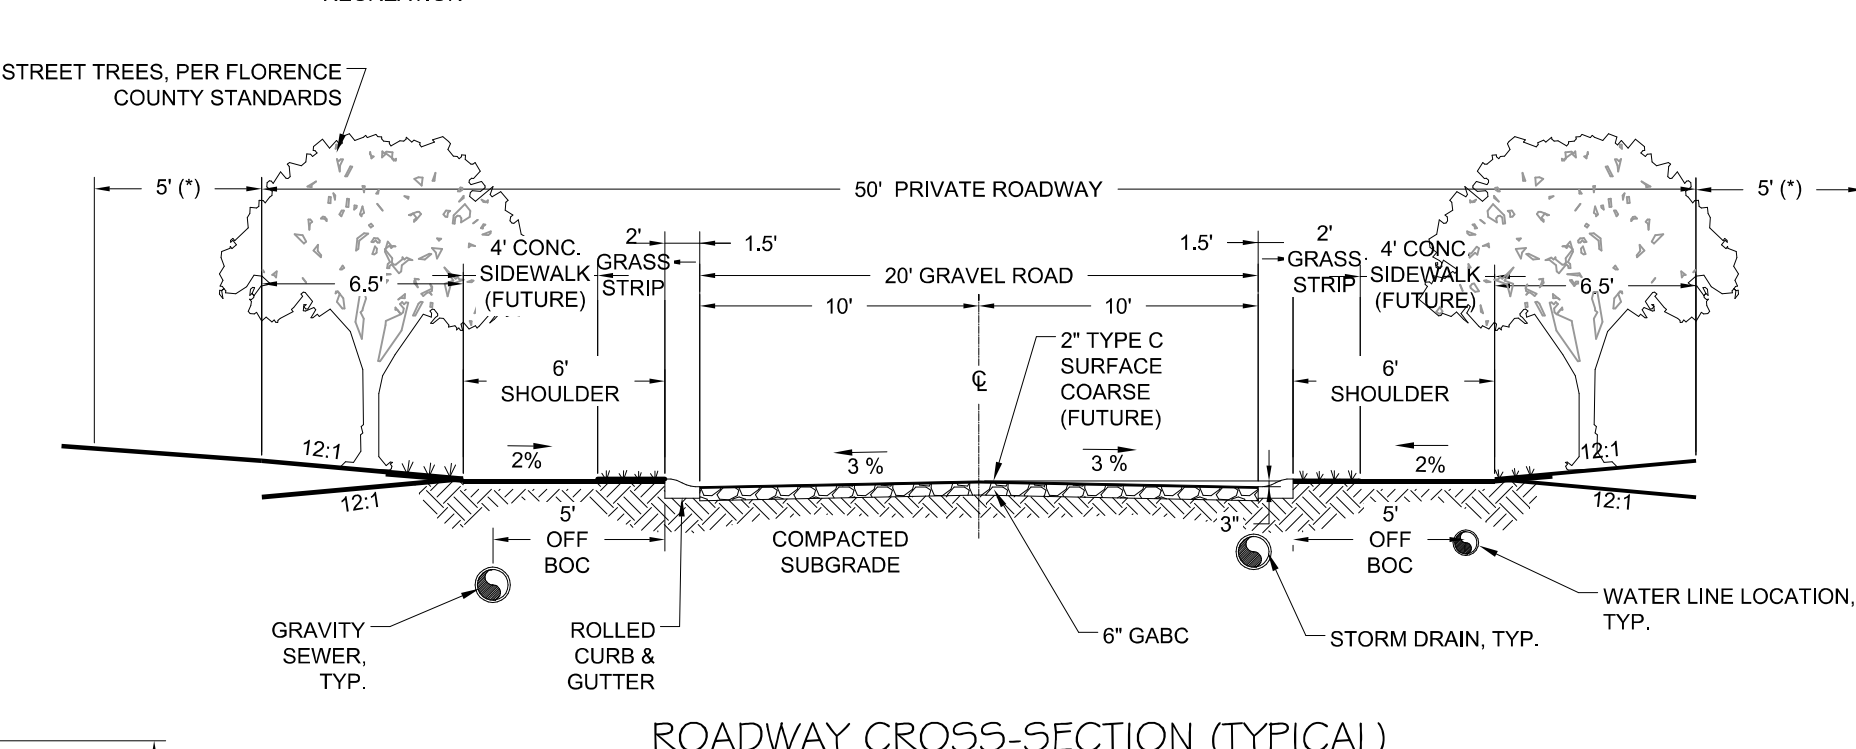 STREET TREES, PER FLORENCE
COUNTY STANDARDS
5' (*)
50' PRIVATE ROADWAY
5' (*)
4' CONC.
SIDEWALK
(FUTURE)
2'
GRASS
STRIP
1.5'
1.5'
2'
GRASS
STRIP
4' CONC.
SIDEWALK
(FUTURE)
6.5'
20' GRAVEL ROAD
6.5'
10'
10'
2" TYPE C
SURFACE
COARSE
(FUTURE)
6'
SHOULDER
CL
6'
SHOULDER
12:1
2%
3 %
3 %
2%
12:1
12:1
12:1
5'
OFF
BOC
COMPACTED
SUBGRADE
3"
5'
OFF
BOC
GRAVITY
SEWER,
TYP.
ROLLED
CURB &
GUTTER
6" GABC
STORM DRAIN, TYP.
WATER LINE LOCATION,
TYP.
ROADWAY CROSS-SECTION (TYPICAL)